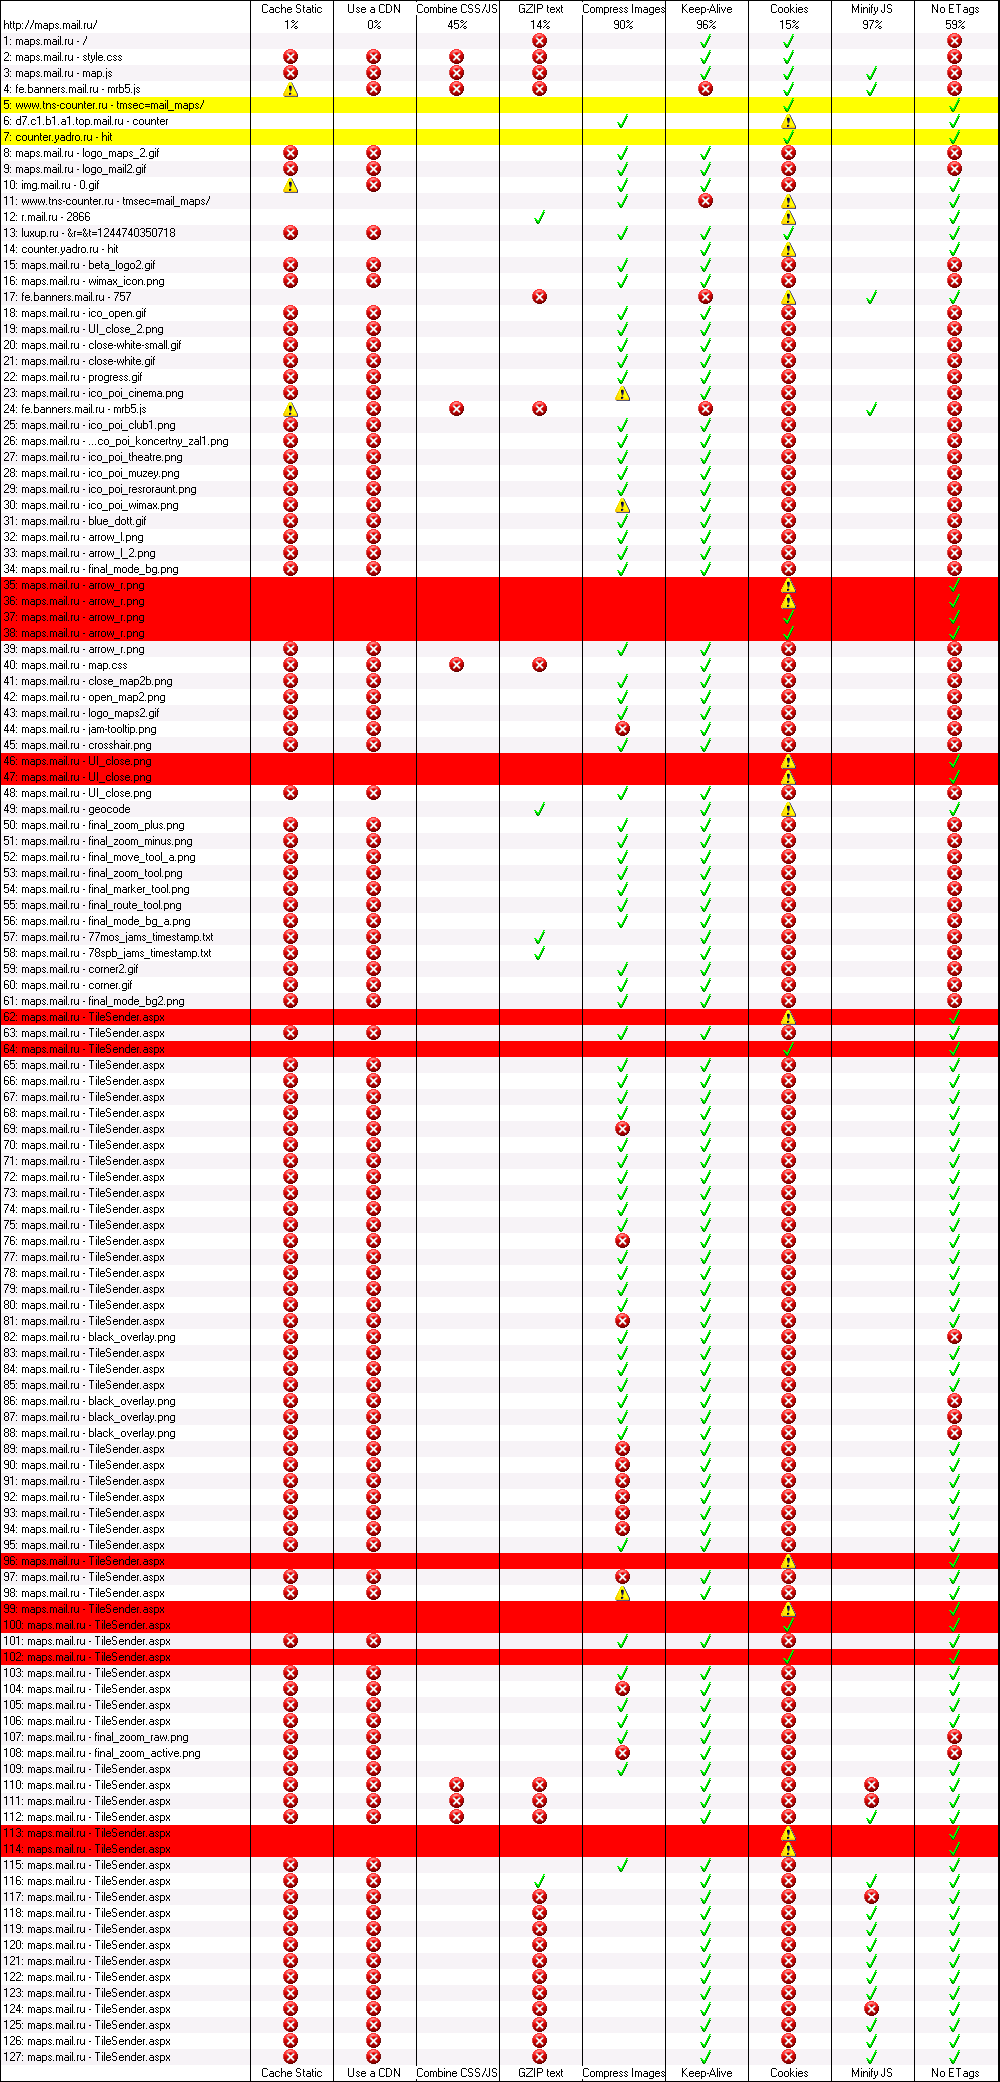 Cache Static Use a CDN Combine CSS/JS GZIP text Compress Images Keep-Alive Cookies Minify JS No ETags
http://maps.mail.ru/ 1% 0% 45% 14% 90% 96% 15% 97% 59%
1: maps.mail.ru - /
2: maps.mail.ru - style.css
3: maps.mail.ru - map.js
4: fe.banners.mail.ru - mrb5.js
5: www.tns-counter.ru - tmsec=mail_maps/
6: d7.c1.b1.a1.top.mail.ru - counter
7: counter.yadro.ru - hit
8: maps.mail.ru - logo_maps_2.gif
9: maps.mail.ru - logo_mail2.gif
10: img.mail.ru - 0.gif
11: www.tns-counter.ru - tmsec=mail_maps/
12: r.mail.ru - 2866
13: luxup.ru - &r=&t=1244740350718
14: counter.yadro.ru - hit
15: maps.mail.ru - beta_logo2.gif
16: maps.mail.ru - wimax_icon.png
17: fe.banners.mail.ru - 757
18: maps.mail.ru - ico_open.gif
19: maps.mail.ru - UI_close_2.png
20: maps.mail.ru - close-white-small.gif
21: maps.mail.ru - close-white.gif
22: maps.mail.ru - progress.gif
23: maps.mail.ru - ico_poi_cinema.png
24: fe.banners.mail.ru - mrb5.js
25: maps.mail.ru - ico_poi_club1.png
26: maps.mail.ru - ...co_poi_koncertny_zal1.png
27: maps.mail.ru - ico_poi_theatre.png
28: maps.mail.ru - ico_poi_muzey.png
29: maps.mail.ru - ico_poi_resroraunt.png
30: maps.mail.ru - ico_poi_wimax.png
31: maps.mail.ru - blue_dott.gif
32: maps.mail.ru - arrow_l.png
33: maps.mail.ru - arrow_l_2.png
34: maps.mail.ru - final_mode_bg.png
35: maps.mail.ru - arrow_r.png
36: maps.mail.ru - arrow_r.png
37: maps.mail.ru - arrow_r.png
38: maps.mail.ru - arrow_r.png
39: maps.mail.ru - arrow_r.png
40: maps.mail.ru - map.css
41: maps.mail.ru - close_map2b.png
42: maps.mail.ru - open_map2.png
43: maps.mail.ru - logo_maps2.gif
44: maps.mail.ru - jam-tooltip.png
45: maps.mail.ru - crosshair.png
46: maps.mail.ru - UI_close.png
47: maps.mail.ru - UI_close.png
48: maps.mail.ru - UI_close.png
49: maps.mail.ru - geocode
50: maps.mail.ru - final_zoom_plus.png
51: maps.mail.ru - final_zoom_minus.png
52: maps.mail.ru - final_move_tool_a.png
53: maps.mail.ru - final_zoom_tool.png
54: maps.mail.ru - final_marker_tool.png
55: maps.mail.ru - final_route_tool.png
56: maps.mail.ru - final_mode_bg_a.png
57: maps.mail.ru - 77mos_jams_timestamp.txt
58: maps.mail.ru - 78spb_jams_timestamp.txt
59: maps.mail.ru - corner2.gif
60: maps.mail.ru - corner.gif
61: maps.mail.ru - final_mode_bg2.png
62: maps.mail.ru - TileSender.aspx
63: maps.mail.ru - TileSender.aspx
64: maps.mail.ru - TileSender.aspx
65: maps.mail.ru - TileSender.aspx
66: maps.mail.ru - TileSender.aspx
67: maps.mail.ru - TileSender.aspx
68: maps.mail.ru - TileSender.aspx
69: maps.mail.ru - TileSender.aspx
70: maps.mail.ru - TileSender.aspx
71: maps.mail.ru - TileSender.aspx
72: maps.mail.ru - TileSender.aspx
73: maps.mail.ru - TileSender.aspx
74: maps.mail.ru - TileSender.aspx
75: maps.mail.ru - TileSender.aspx
76: maps.mail.ru - TileSender.aspx
77: maps.mail.ru - TileSender.aspx
78: maps.mail.ru - TileSender.aspx
79: maps.mail.ru - TileSender.aspx
80: maps.mail.ru - TileSender.aspx
81: maps.mail.ru - TileSender.aspx
82: maps.mail.ru - black_overlay.png
83: maps.mail.ru - TileSender.aspx
84: maps.mail.ru - TileSender.aspx
85: maps.mail.ru - TileSender.aspx
86: maps.mail.ru - black_overlay.png
87: maps.mail.ru - black_overlay.png
88: maps.mail.ru - black_overlay.png
89: maps.mail.ru - TileSender.aspx
90: maps.mail.ru - TileSender.aspx
91: maps.mail.ru - TileSender.aspx
92: maps.mail.ru - TileSender.aspx
93: maps.mail.ru - TileSender.aspx
94: maps.mail.ru - TileSender.aspx
95: maps.mail.ru - TileSender.aspx
96: maps.mail.ru - TileSender.aspx
97: maps.mail.ru - TileSender.aspx
98: maps.mail.ru - TileSender.aspx
99: maps.mail.ru - TileSender.aspx
100: maps.mail.ru - TileSender.aspx
101: maps.mail.ru - TileSender.aspx
102: maps.mail.ru - TileSender.aspx
103: maps.mail.ru - TileSender.aspx
104: maps.mail.ru - TileSender.aspx
105: maps.mail.ru - TileSender.aspx
106: maps.mail.ru - TileSender.aspx
107: maps.mail.ru - final_zoom_raw.png
108: maps.mail.ru - final_zoom_active.png
109: maps.mail.ru - TileSender.aspx
110: maps.mail.ru - TileSender.aspx
111: maps.mail.ru - TileSender.aspx
112: maps.mail.ru - TileSender.aspx
113: maps.mail.ru - TileSender.aspx
114: maps.mail.ru - TileSender.aspx
115: maps.mail.ru - TileSender.aspx
116: maps.mail.ru - TileSender.aspx
117: maps.mail.ru - TileSender.aspx
118: maps.mail.ru - TileSender.aspx
119: maps.mail.ru - TileSender.aspx
120: maps.mail.ru - TileSender.aspx
121: maps.mail.ru - TileSender.aspx
122: maps.mail.ru - TileSender.aspx
123: maps.mail.ru - TileSender.aspx
124: maps.mail.ru - TileSender.aspx
125: maps.mail.ru - TileSender.aspx
126: maps.mail.ru - TileSender.aspx
127: maps.mail.ru - TileSender.aspx
Cache Static Use a CDN Combine CSS/JS GZIP text Compress Images Keep-Alive Cookies Minify JS No ETags